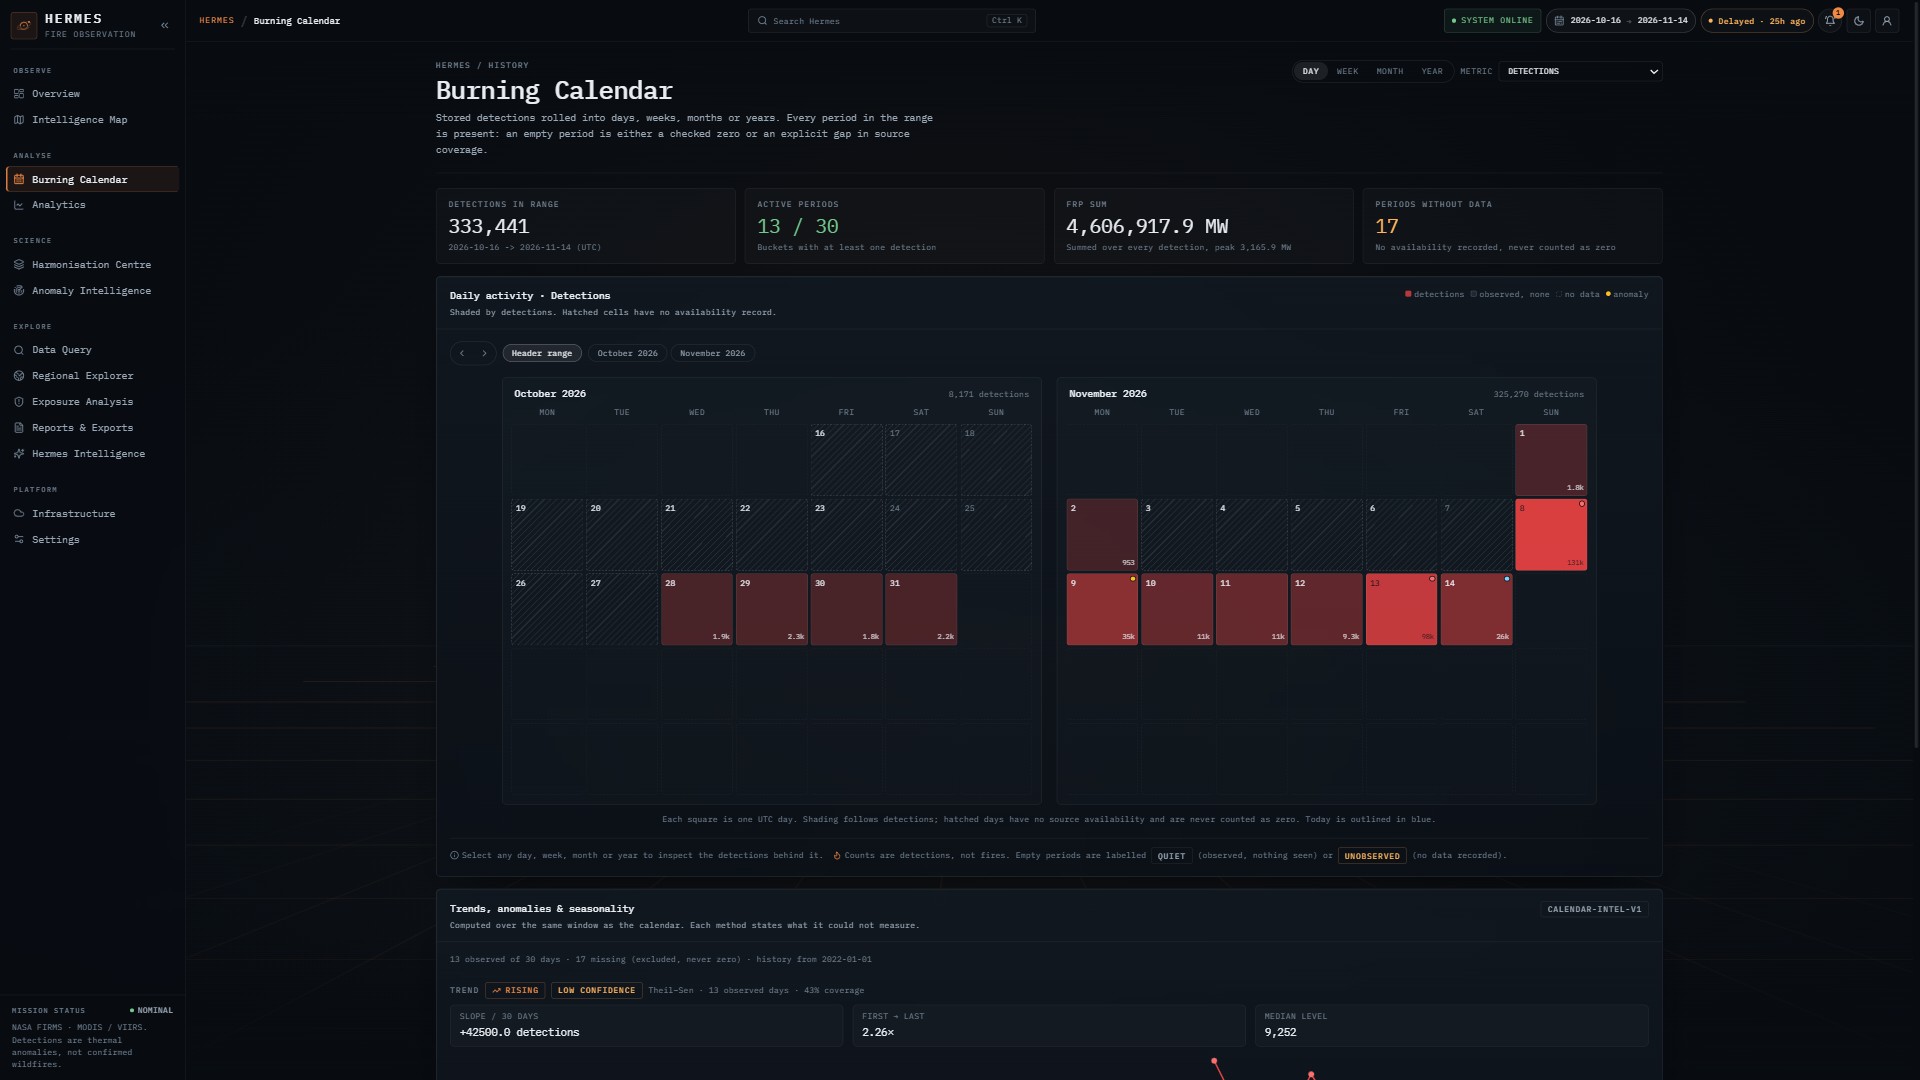 HERMES
FIRE OBSERVATION
«
OBSERVE
Overview
Intelligence Map
ANALYSE
Burning Calendar
Analytics
SCIENCE
Harmonisation Centre
Anomaly Intelligence
EXPLORE
Data Query
Regional Explorer
Exposure Analysis
Reports & Exports
Hermes Intelligence
PLATFORM
Infrastructure
Settings
MISSION STATUS NOMINAL
NASA FIRMS · MODIS / VIIRS.
Detections are thermal
anomalies, not confirmed
wildfires.
HERMES / Burning Calendar
Search Hermes Ctrl K
SYSTEM ONLINE
2026-10-16 → 2026-11-14
Delayed · 25h ago
1
HERMES / HISTORY
Burning Calendar
Stored detections rolled into days, weeks, months or years. Every period in the range
is present: an empty period is either a checked zero or an explicit gap in source
coverage.
DAY WEEK MONTH YEAR METRIC DETECTIONS
DETECTIONS IN RANGE
333,441
2026-10-16 -> 2026-11-14 (UTC)
ACTIVE PERIODS
13 / 30
Buckets with at least one detection
FRP SUM
4,606,917.9 MW
Summed over every detection, peak 3,165.9 MW
PERIODS WITHOUT DATA
17
No availability recorded, never counted as zero
Daily activity · Detections
Shaded by detections. Hatched cells have no availability record.
detections observed, none no data anomaly
‹ › Header range October 2026 November 2026
October 2026 8,171 detections
MON TUE WED THU FRI SAT SUN
16 17 18
19 20 21 22 23 24 25
26 27 28 29 30 31
1.9k 2.3k 1.8k 2.2k
November 2026 325,270 detections
MON TUE WED THU FRI SAT SUN
1
1.8k
2 3 4 5 6 7 8
953 131k
9 10 11 12 13 14
35k 11k 11k 9.3k 98k 26k
Each square is one UTC day. Shading follows detections; hatched days have no source availability and are never counted as zero. Today is outlined in blue.
Select any day, week, month or year to inspect the detections behind it. Counts are detections, not fires. Empty periods are labelled QUIET (observed, nothing seen) or UNOBSERVED (no data recorded).
Trends, anomalies & seasonality
Computed over the same window as the calendar. Each method states what it could not measure.
CALENDAR-INTEL-V1
13 observed of 30 days · 17 missing (excluded, never zero) · history from 2022-01-01
TREND RISING LOW CONFIDENCE Theil-Sen · 13 observed days · 43% coverage
SLOPE / 30 DAYS
+42500.0 detections
FIRST → LAST
2.26×
MEDIAN LEVEL
9,252